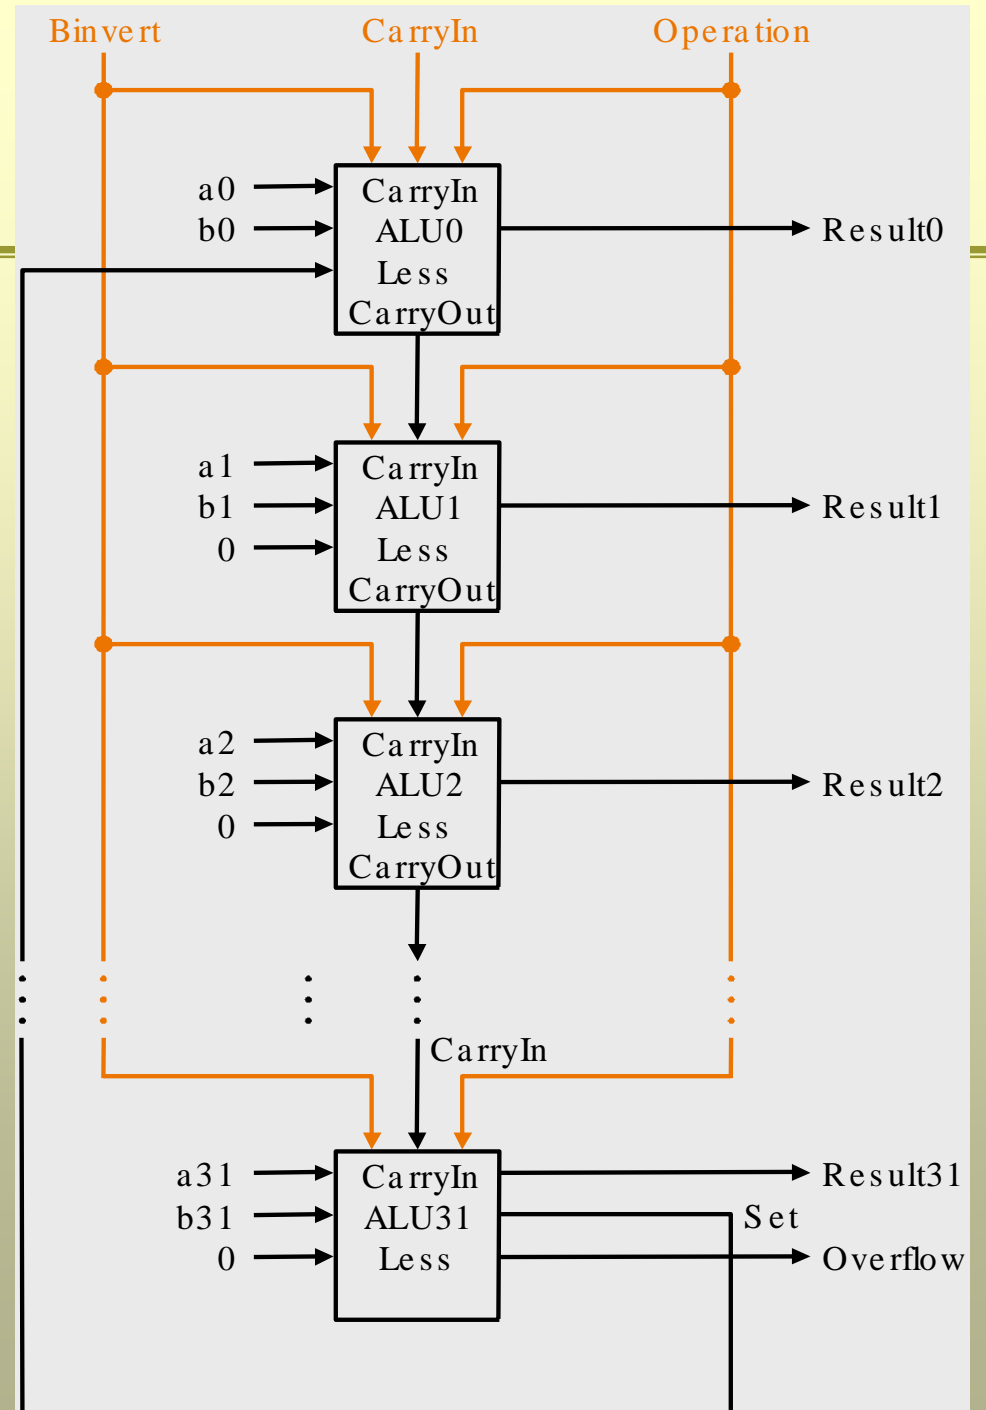 Binvert CarryIn Operation
a0 CarryIn
b0 ALU0 Result0
Less
CarryOut
a1 CarryIn
b1 ALU1 Result1
0 Less
CarryOut
a2 CarryIn
b2 ALU2 Result2
0 Less
CarryOut
CarryIn
a31 CarryIn Result31
b31 ALU31 Set
0 Less Overflow